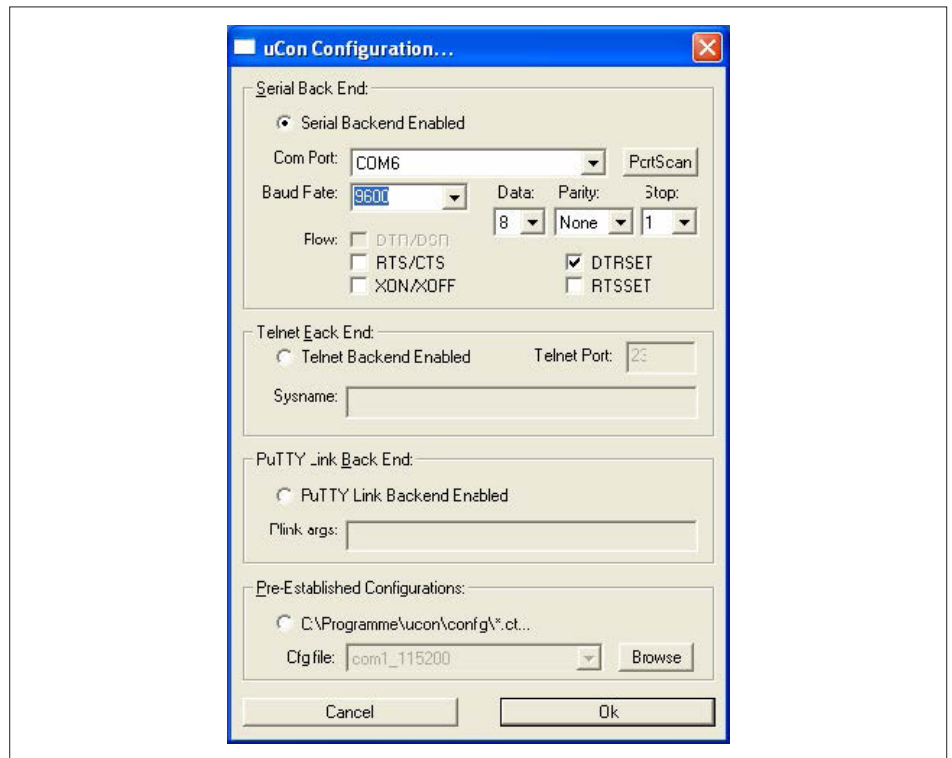 uCon Configuration...
Serial Back End:
Serial Backend Enabled
Com Port: COM6 PortScan
Baud Rate: 9600 Data: Parity: Stop:
8 None 1
Flow: DTR/DSR
RTS/CTS DTRSET
XON/XOFF RTSSET
Telnet Back End:
Telnet Backend Enabled Telnet Port: 23
Sysname:
PuTTY Link Back End:
PuTTY Link Backend Enabled
Plink args:
Pre-Established Configurations:
C:\Programme\ucon\confg\*.ct...
Cfg file: com1_115200 Browse
Cancel Ok